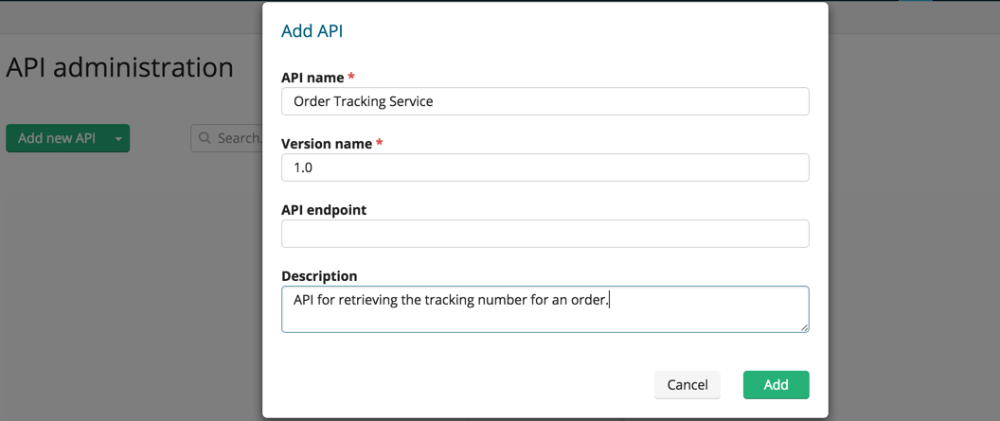 Add API
API administration
API name *
Order Tracking Service
Add new API
Search.
Version name *
1.0
API endpoint
Description
API for retrieving the tracking number for an order.
Cancel
Add